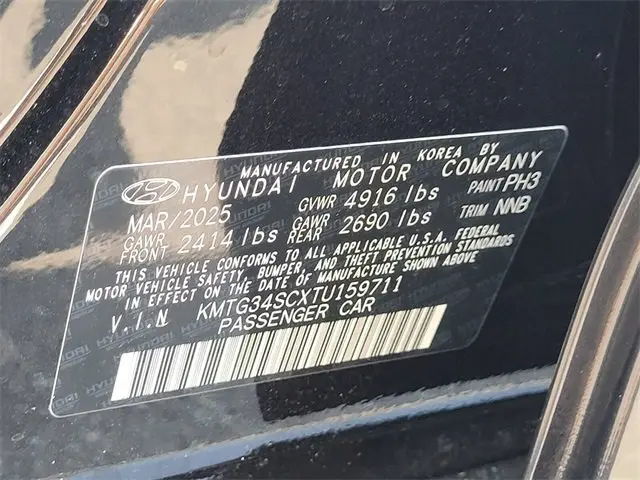 MANUFACTURED IN KOREA BY
HYUNDAI MOTOR COMPANY
MAR/2025 GVWR 4916 lbs PAINT PH3
GAWR FRONT 2414 lbs GAWR REAR 2690 lbs TRIM NNB
THIS VEHICLE CONFORMS TO ALL APPLICABLE U.S.A. FEDERAL
MOTOR VEHICLE SAFETY, BUMPER, AND THEFT PREVENTION STANDARDS
IN EFFECT ON THE DATE OF MANUFACTURE SHOWN ABOVE.
V.I.N KMTG34SCXTU159711
PASSENGER CAR